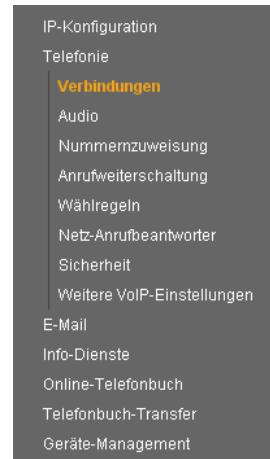 IP-Konfiguration
Telefonie
Verbindungen
Audio
Nummernzuweisung
Anrufweiterschaltung
Wählregeln
Netz-Anrufbeantworter
Sicherheit
Weitere VoIP-Einstellungen
E-Mail
Info-Dienste
Online-Telefonbuch
Telefonbuch-Transfer
Geräte-Management